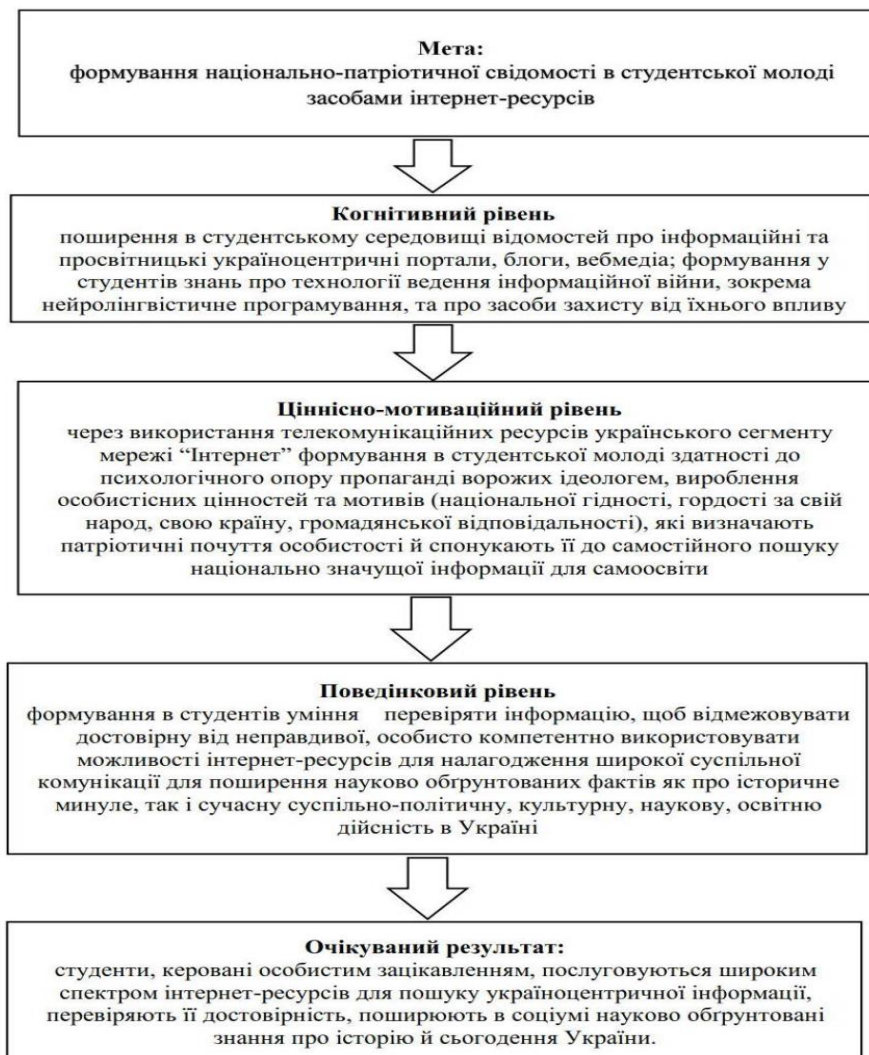 Мета:
формування національно-патріотичної свідомості в студентської молоді
засобами інтернет-ресурсів
Когнітивний рівень
поширення в студентському середовищі відомостей про інформаційні та
просвітницькі україноцентричні портали, блоги, вебмедіа; формування у
студентів знань про технології ведення інформаційної війни, зокрема
нейролінгвістичне програмування, та про засоби захисту від їхнього впливу
Ціннісно-мотиваційний рівень
через використання телекомунікаційних ресурсів українського сегменту
мережі “Інтернет” формування в студентської молоді здатності до
психологічного опору пропаганді ворожих ідеологем, вироблення
особистісних цінностей та мотивів (національної гідності, гордості за свій
народ, свою країну, громадянської відповідальності), які визначають
патріотичні почуття особистості й спонукають її до самостійного пошуку
національно значущої інформації для самоосвіти
Поведінковий рівень
формування в студентів уміння перевіряти інформацію, щоб відмежовувати
достовірну від неправдивої, особисто компетентно використовувати
можливості інтернет-ресурсів для налагодження широкої суспільної
комунікації для поширення науково обґрунтованих фактів як про історичне
минуле, так і сучасну суспільно-політичну, культурну, наукову, освітню
дійсність в Україні
Очікуваний результат:
студенти, керовані особистим зацікавленням, послуговуються широким
спектром інтернет-ресурсів для пошуку україноцентричної інформації,
перевіряють її достовірність, поширюють в соціумі науково обґрунтовані
знання про історію й сьогодення України.